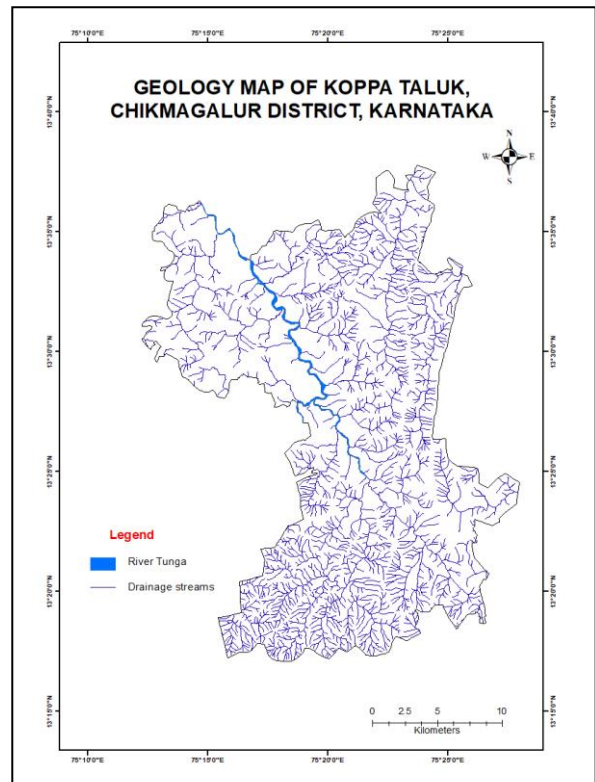 75°10'0"E 75°15'0"E 75°20'0"E 75°25'0"E
GEOLOGY MAP OF KOPPA TALUK,
CHIKMAGALUR DISTRICT, KARNATAKA
N
W E
S
13°40'0"N 13°40'0"N
13°35'0"N 13°35'0"N
13°30'0"N 13°30'0"N
13°25'0"N 13°25'0"N
Legend
River Tunga
Drainage streams
13°20'0"N 13°20'0"N
13°15'0"N 13°15'0"N
0 2.5 5 10
Kilometers
75°10'0"E 75°15'0"E 75°20'0"E 75°25'0"E